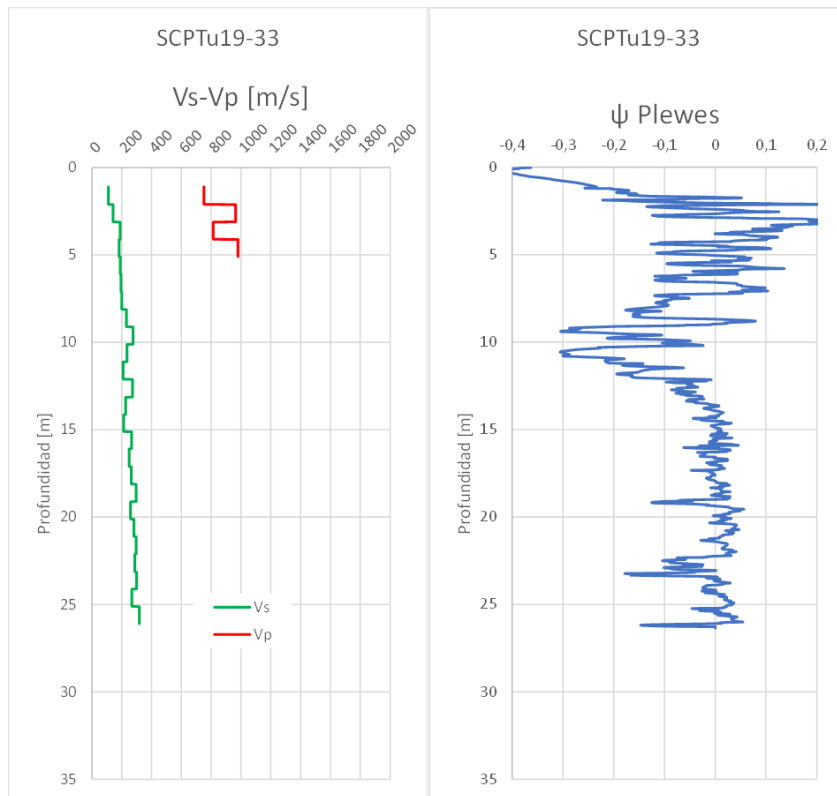 SCPTu19-33
Vs-Vp [m/s]
0 200 400 600 800 1000 1200 1400 1600 1800 2000
0
5
10
15
20
25
30
35
Profundidad [m]
Vs
Vp
SCPTu19-33
ψ Plewes
-0,4 -0,3 -0,2 -0,1 0 0,1 0,2
0
5
10
15
20
25
30
35
Profundidad [m]